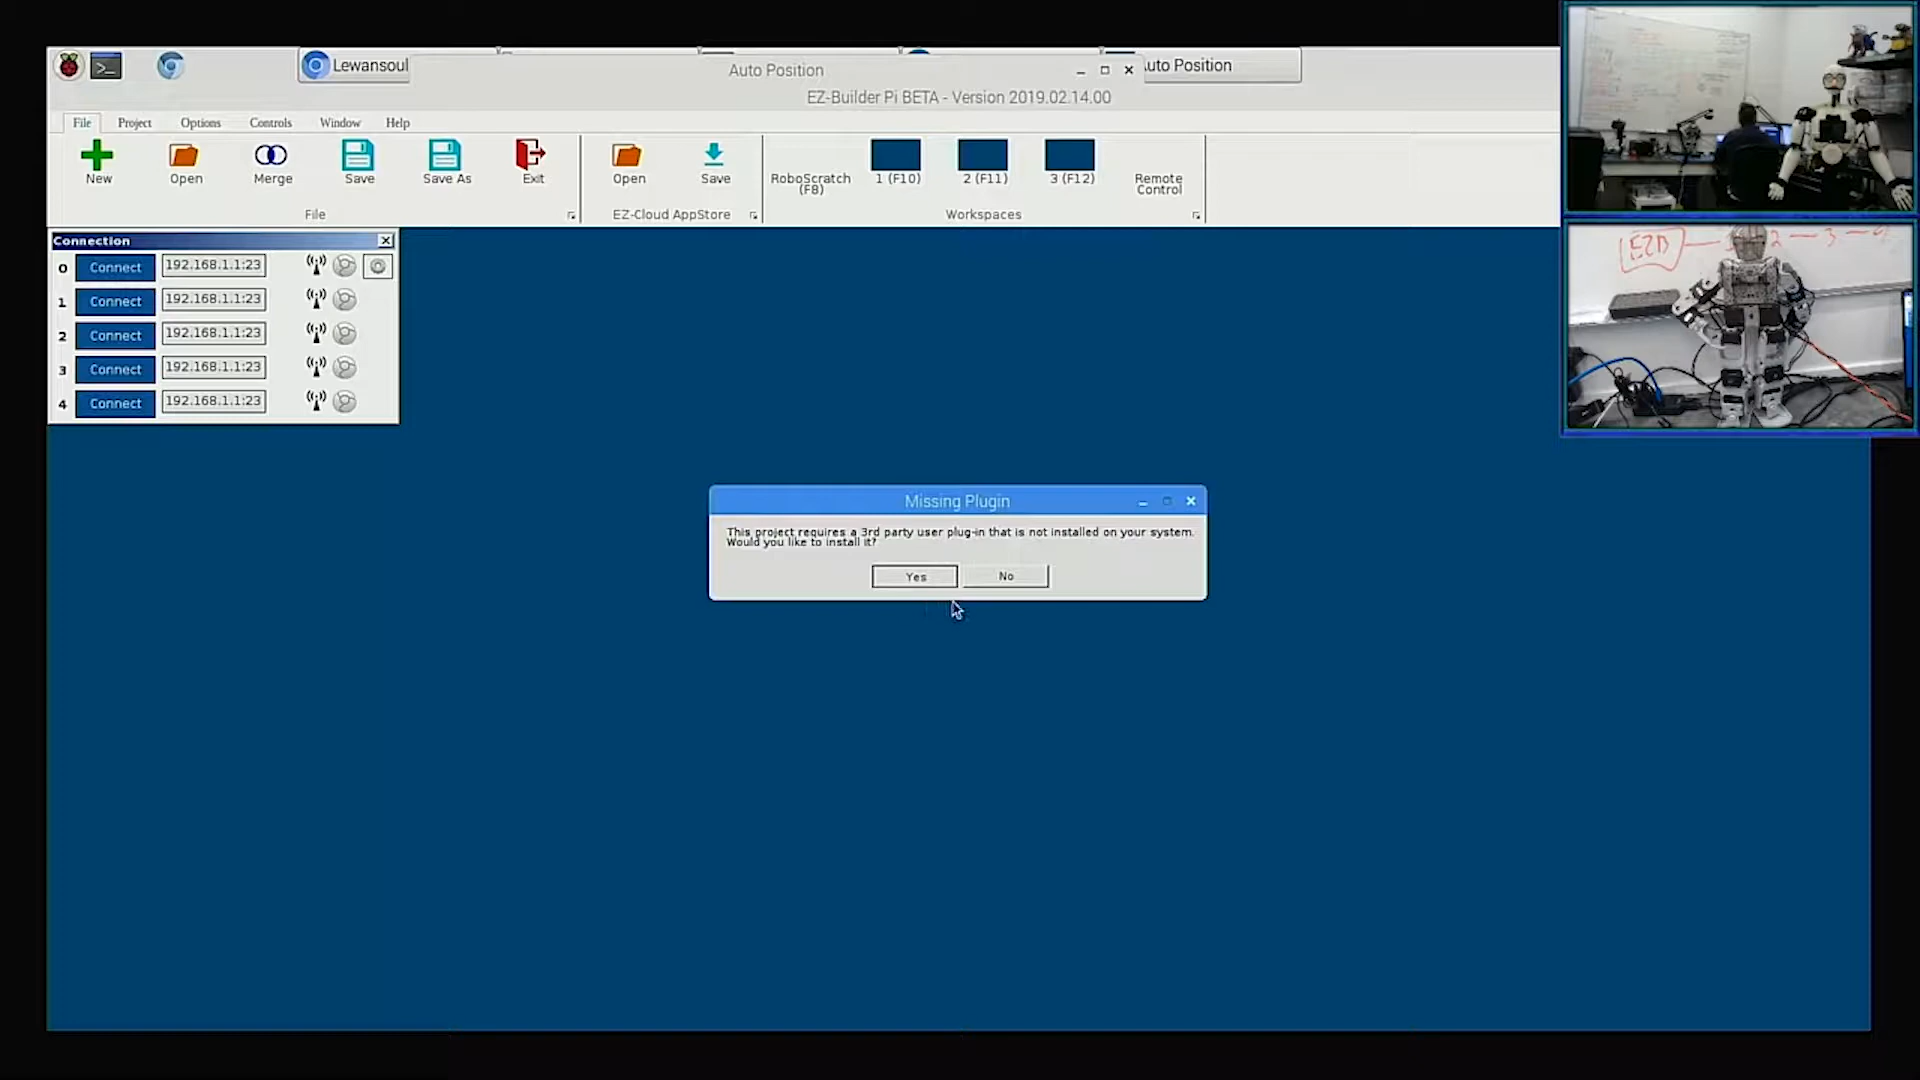 Lewansoul
Auto Position
uto Position
EZ-Builder Pi BETA - Version 2019.02.14.00
File Project Options Controls Window Help
New Open Merge Save Save As Exit Open Save RoboScratch (F8) 1 (F10) 2 (F11) 3 (F12) Remote Control
File EZ-Cloud AppStore Workspaces
Connection
0 Connect 192.168.1.1:23
1 Connect 192.168.1.1:23
2 Connect 192.168.1.1:23
3 Connect 192.168.1.1:23
4 Connect 192.168.1.1:23
Missing Plugin
This project requires a 3rd party user plug-in that is not installed on your system.
Would you like to install it?
Yes No
EZB 2 — 3 —